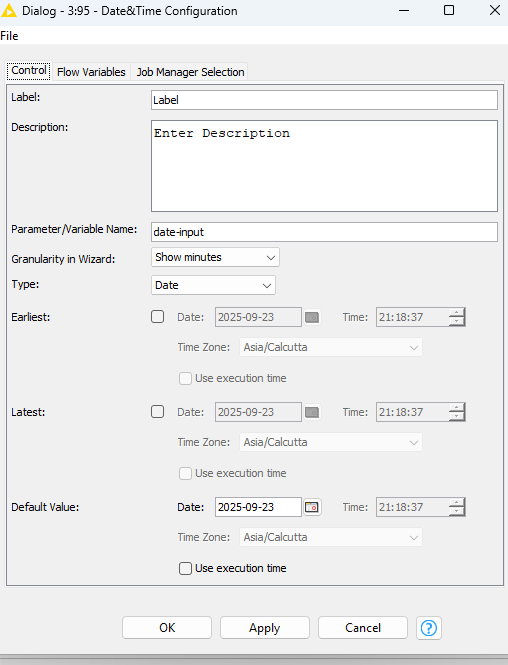 Dialog - 3:95 - Date&Time Configuration
File
Control Flow Variables Job Manager Selection
Label: Label
Description: Enter Description
Parameter/Variable Name: date-input
Granularity in Wizard: Show minutes
Type: Date
Earliest: Date: 2025-09-23 Time: 21:18:37
Time Zone: Asia/Calcutta
Use execution time
Latest: Date: 2025-09-23 Time: 21:18:37
Time Zone: Asia/Calcutta
Use execution time
Default Value: Date: 2025-09-23 Time: 21:18:37
Time Zone: Asia/Calcutta
Use execution time
OK Apply Cancel ?